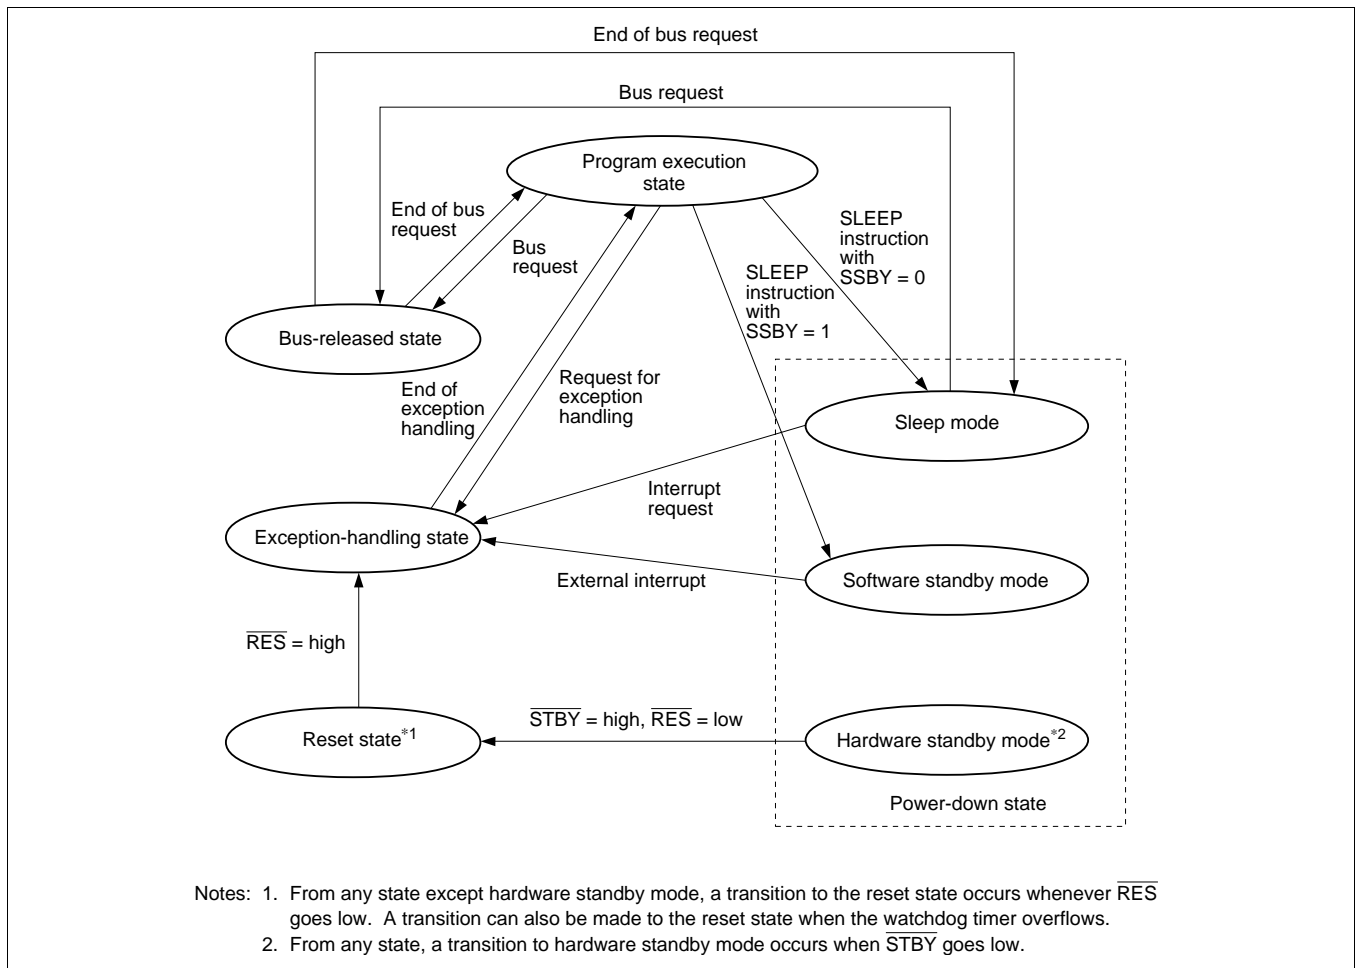 End of bus request
Bus request
Program execution
state
End of bus
request
Bus
request
SLEEP
instruction
with
SSBY = 0
SLEEP
instruction
with
SSBY = 1
Bus-released state
End of
exception
handling
Request for
exception
handling
Sleep mode
Interrupt
request
Exception-handling state
External interrupt
Software standby mode
R̅E̅S̅ = high
S̅T̅B̅Y̅ = high, R̅E̅S̅ = low
Reset state*1
Hardware standby mode*2
Power-down state
Notes: 1. From any state except hardware standby mode, a transition to the reset state occurs whenever R̅E̅S̅
goes low. A transition can also be made to the reset state when the watchdog timer overflows.
2. From any state, a transition to hardware standby mode occurs when S̅T̅B̅Y̅ goes low.